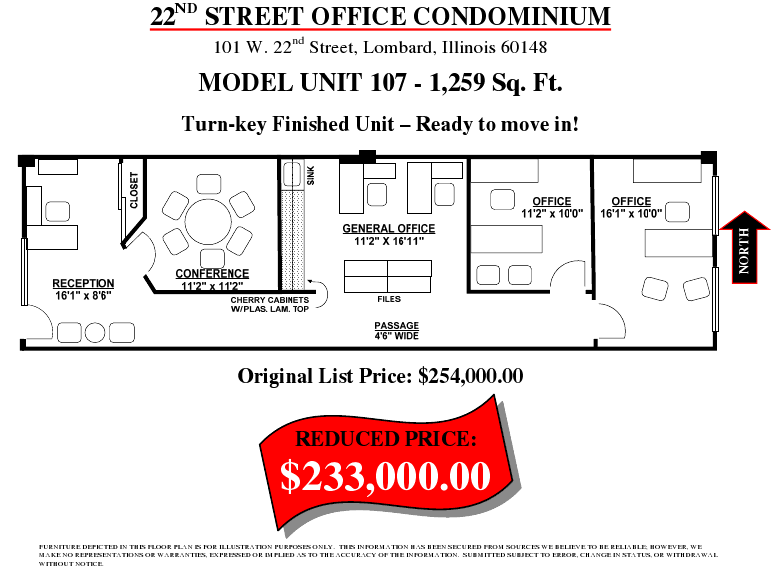 22ND STREET OFFICE CONDOMINIUM
101 W. 22nd Street, Lombard, Illinois 60148
MODEL UNIT 107 - 1,259 Sq. Ft.
Turn-key Finished Unit – Ready to move in!
CLOSET
SINK
RECEPTION
16'1" x 8'6"
CONFERENCE
11'2" x 11'2"
CHERRY CABINETS
W/PLAS. LAM. TOP
GENERAL OFFICE
11'2" X 16'11"
FILES
PASSAGE
4'6" WIDE
OFFICE
11'2" x 10'0"
OFFICE
16'1" x 10'0"
NORTH
Original List Price: $254,000.00
REDUCED PRICE:
$233,000.00
FURNITURE DEPICTED IN THIS FLOOR PLAN IS FOR ILLUSTRATION PURPOSES ONLY. THIS INFORMATION HAS BEEN SECURED FROM SOURCES WE BELIEVE TO BE RELIABLE; HOWEVER, WE
MAKE NO REPRESENTATIONS OR WARRANTIES, EXPRESSED OR IMPLIED AS TO THE ACCURACY OF THE INFORMATION. SUBMITTED SUBJECT TO ERROR, CHANGE IN STATUS, OR WITHDRAWAL
WITHOUT NOTICE.